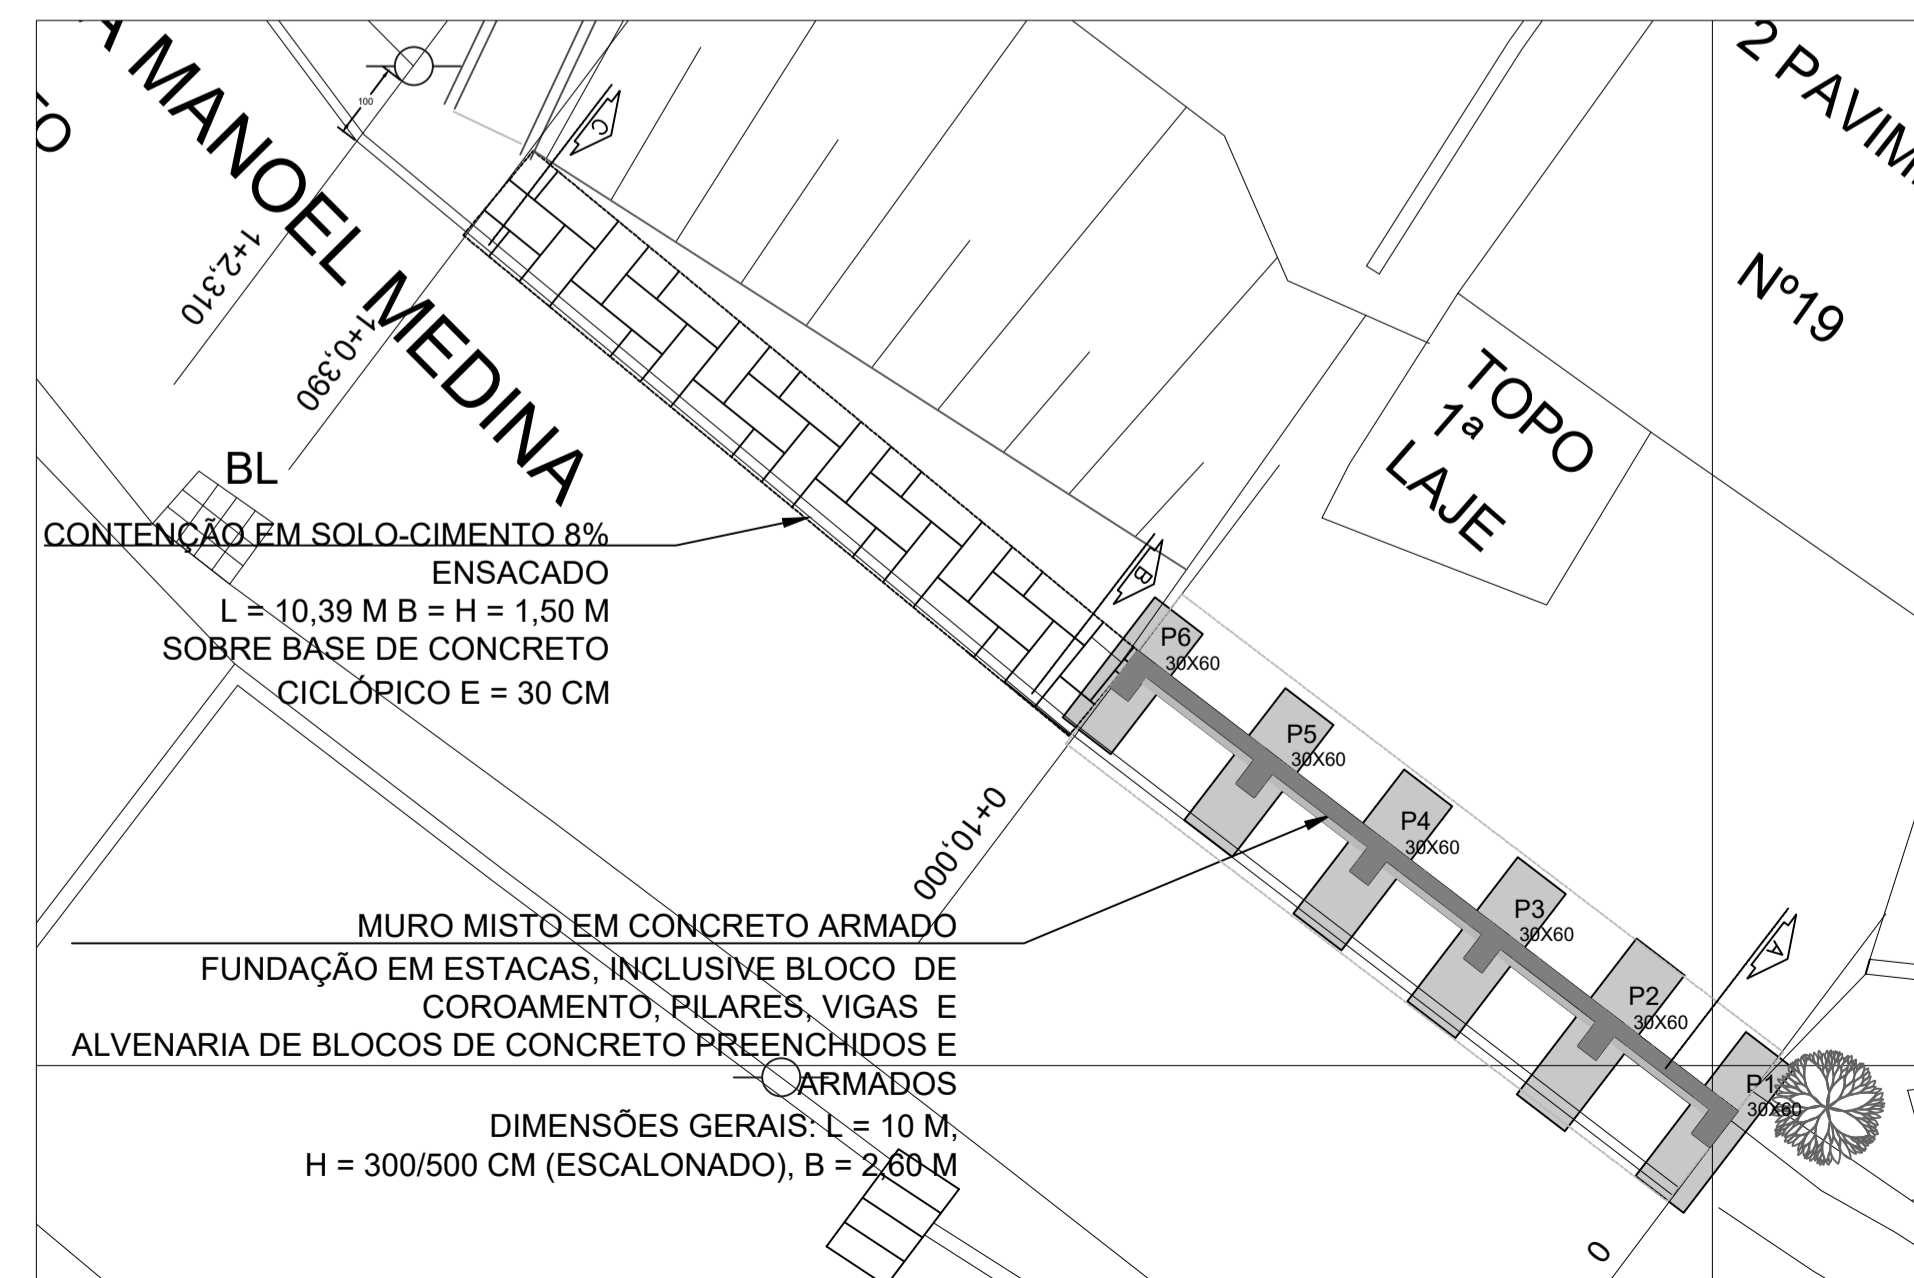 A MANOEL MEDINA
2 PAVIM
TO
100
C
Nº19
1+2,310
1+0,390
TOPO
1ª
LAJE
BL
CONTENÇÃO EM SOLO-CIMENTO 8%
ENSACADO
L = 10,39 M B = H = 1,50 M
SOBRE BASE DE CONCRETO
CICLÓPICO E = 30 CM
B
P6
30X60
P5
30X60
P4
30X60
P3
30X60
P2
30X60
P1
30X60
A
0+10,000
MURO MISTO EM CONCRETO ARMADO
FUNDAÇÃO EM ESTACAS, INCLUSIVE BLOCO DE
COROAMENTO, PILARES, VIGAS E
ALVENARIA DE BLOCOS DE CONCRETO PREENCHIDOS E
ARMADOS
DIMENSÕES GERAIS: L = 10 M,
H = 300/500 CM (ESCALONADO), B = 2,60 M
0